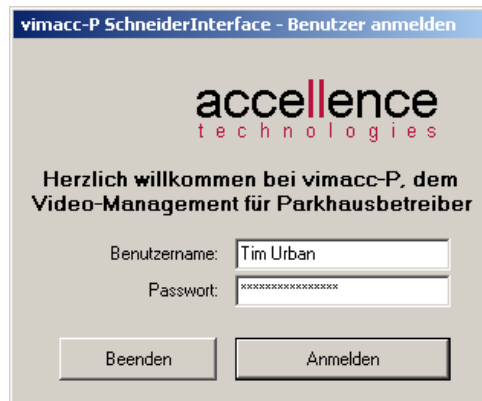 vimacc-P SchneiderInterface - Benutzer anmelden
accellence
technologies
Herzlich willkommen bei vimacc-P, dem
Video-Management für Parkhausbetreiber
Benutzername: Tim Urban
Passwort: ****************
Beenden Anmelden